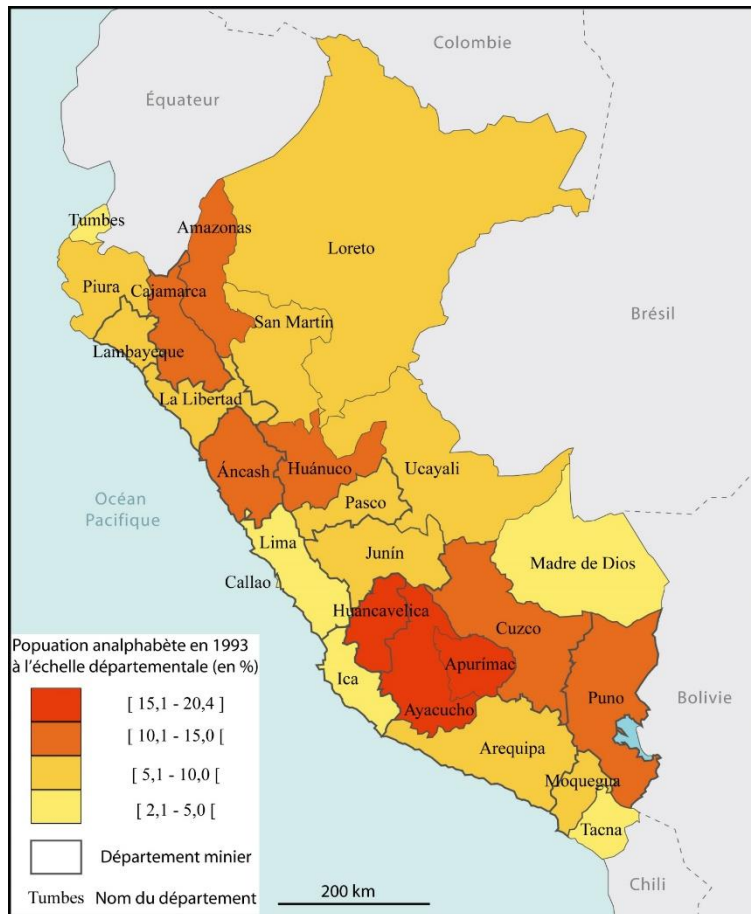 Colombie
Équateur
Tumbes
Amazonas
Loreto
Piura
Cajamarca
Brésil
San Martín
Lambayeque
La Libertad
Áncash
Huánuco
Ucayali
Océan
Pacifique
Pasco
Lima
Junín
Madre de Dios
Callao
Huancavelica
Cuzco
Ica
Apurímac
Puno
Bolivie
Ayacucho
Arequipa
Moquegua
Tacna
Chili
Popuation analphabète en 1993
à l'échelle départementale (en %)
[ 15,1 - 20,4 [
[ 10,1 - 15,0 [
[ 5,1 - 10,0 [
[ 2,1 - 5,0 [
Département minier
Tumbes Nom du département
200 km